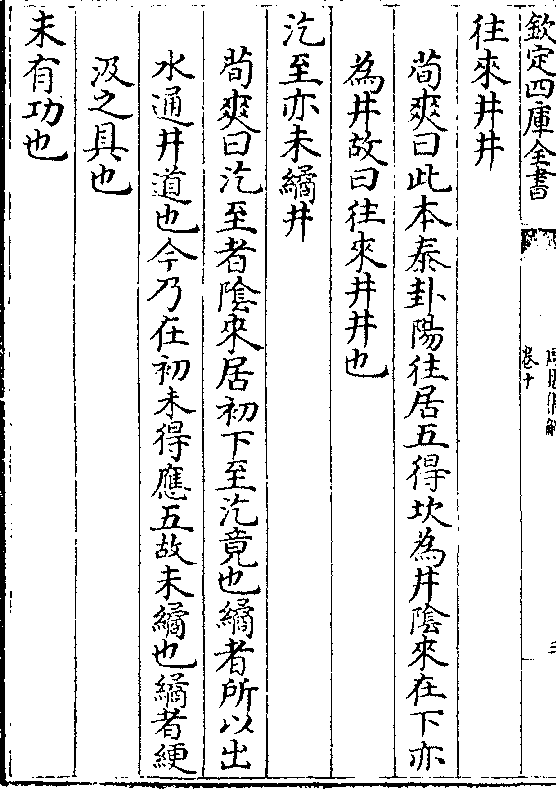 欽定四庫全書
卷十
往來井井
荀爽曰此本泰卦陽往居五得坎為井陰來在下亦
為井故曰往來井井也
汔至亦未繘井
荀爽曰汔至者陰來居初下至汔竟也繘者所以出
水通井道也今乃在初未得應五故未繘也繘者綆
汲之具也
未有功也